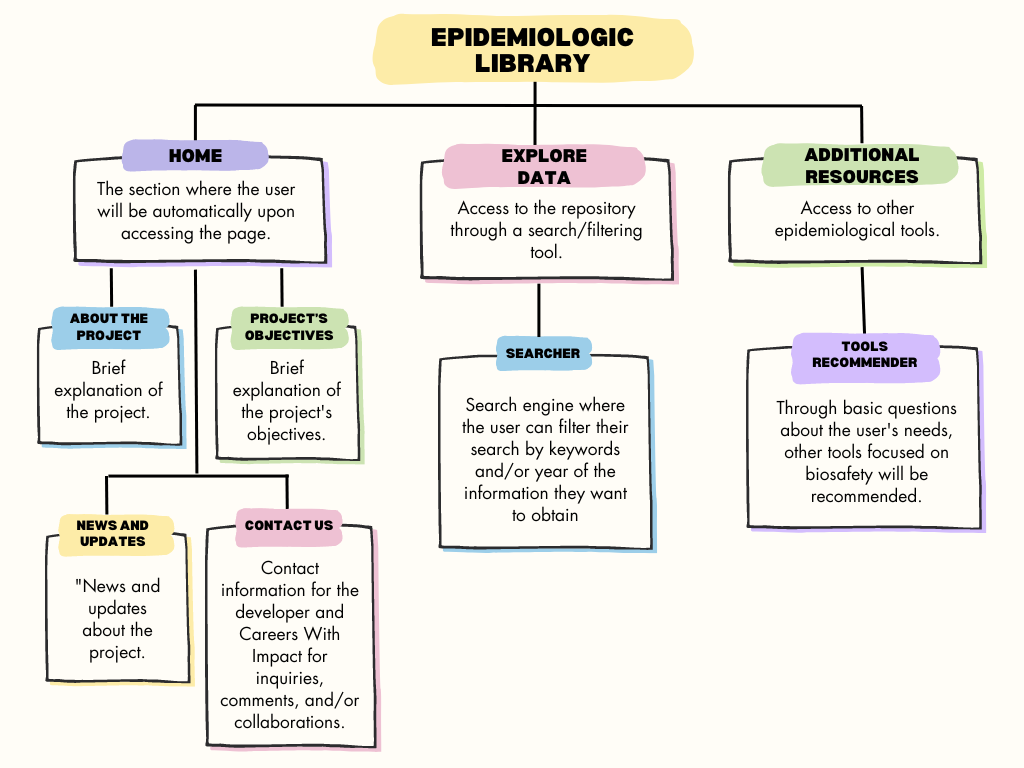 EPIDEMIOLOGIC
LIBRARY
HOME
The section where the user
will be automatically upon
accessing the page.
EXPLORE
DATA
Access to the repository
through a search/filtering
tool.
ADDITIONAL
RESOURCES
Access to other
epidemiological tools.
ABOUT THE
PROJECT
Brief
explanation of
the project.
PROJECT'S
OBJECTIVES
Brief
explanation of
the project's
objectives.
SEARCHER
Search engine where
the user can filter their
search by keywords
and/or year of the
information they want
to obtain
TOOLS
RECOMMENDER
Through basic questions
about the user's needs,
other tools focused on
biosafety will be
recommended.
NEWS AND
UPDATES
"News and
updates
about the
project.
CONTACT US
Contact
information for the
developer and
Careers With
Impact for
inquiries,
comments, and/or
collaborations.